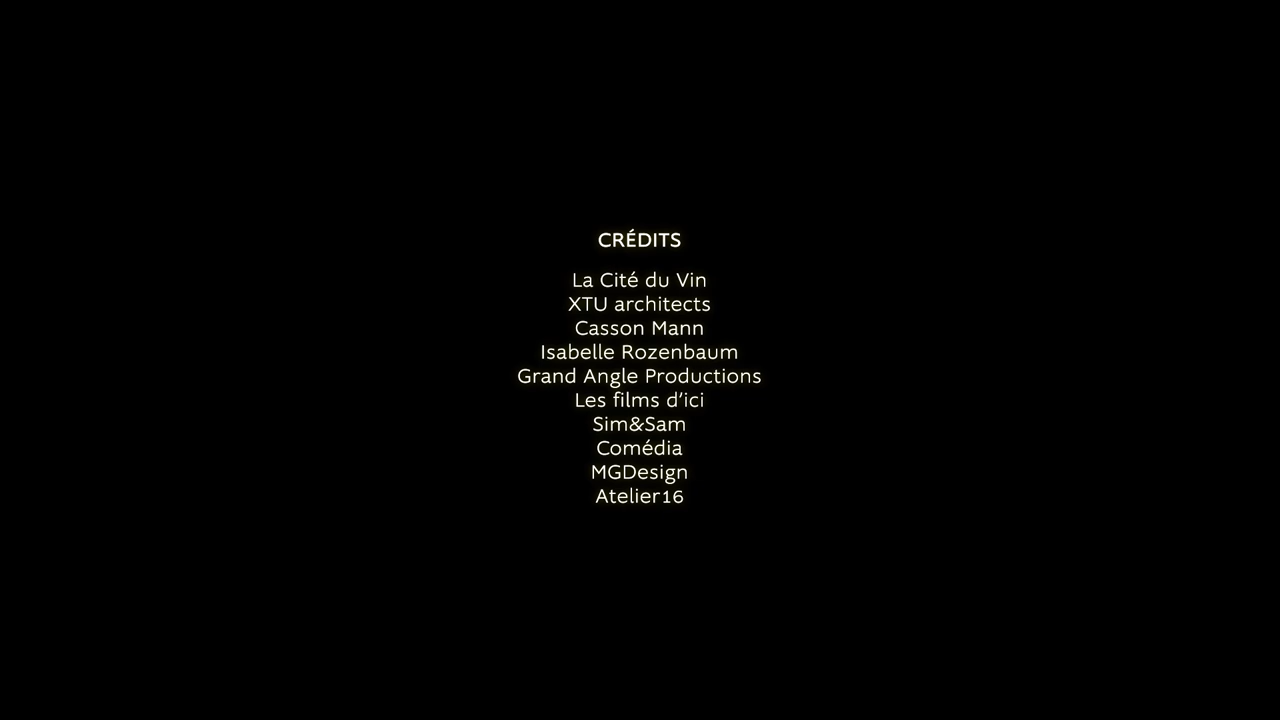 CRÉDITS
La Cité du Vin
XTU architects
Casson Mann
Isabelle Rozenbaum
Grand Angle Productions
Les films d’ici
Sim&Sam
Comédia
MGDesign
Atelier16